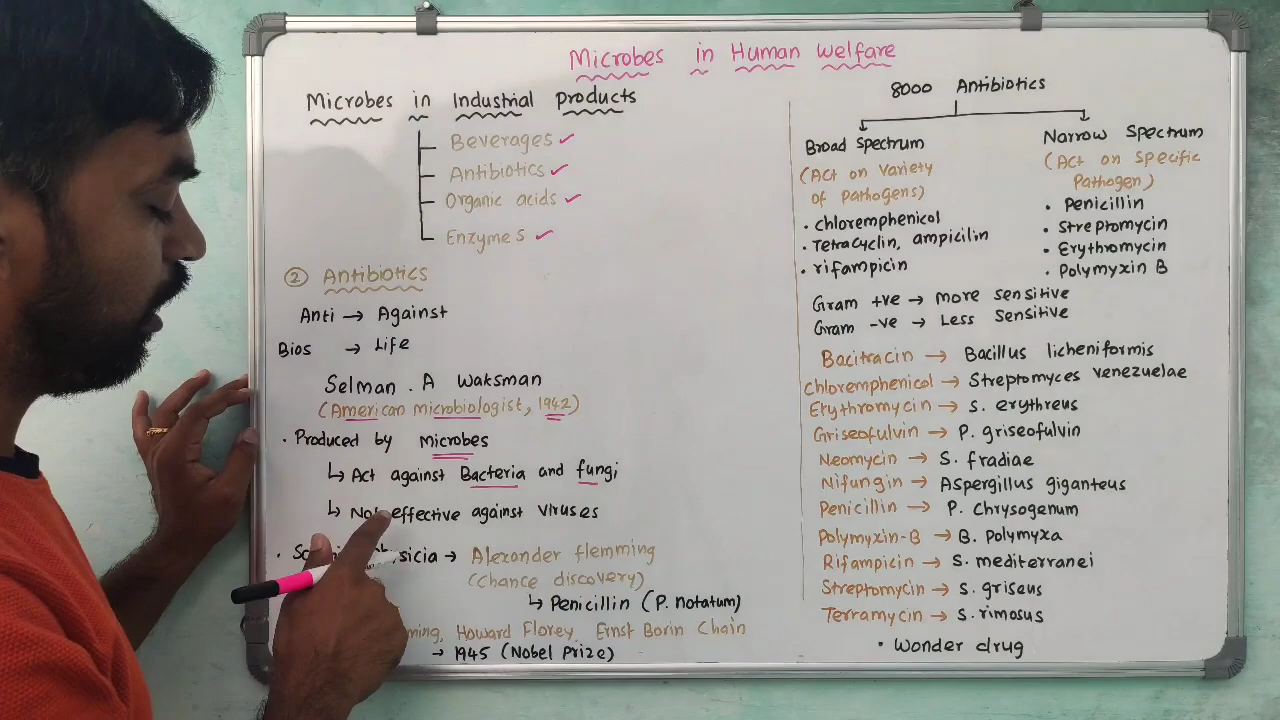 Microbes in Human Welfare
Microbes in Industrial Products
Beverages ✓
Antibiotics ✓
Organic acids ✓
Enzymes ✓
② Antibiotics
Anti → Against
Bios → Life
Selman . A Waksman
(American microbiologist, 1942)
• Produced by Microbes
↳ Act against Bacteria and fungi
↳ Not effective against viruses
sicia → Alexander flemming
(Chance discovery)
↳ Penicillin (P. notatum)
Howard Florey, Ernst Borin Chain
→ 1945 (Nobel Prize)
8000 Antibiotics
Broad Spectrum
(Act on Variety
of Pathogens)
• chloremphenicol
• Tetracyclin, ampicilin
• rifampicin
Narrow Spectrum
(Act on Specific
Pathogen)
• Penicillin
• Streptomycin
• Erythromycin
• Polymyxin B
Gram +ve → more sensitive
Gram -ve → Less Sensitive
Bacitracin → Bacillus licheniformis
Chloremphenicol → Streptomyces venezuelae
Erythromycin → S. erythreus
Griseofulvin → P. griseofulvin
Neomycin → S. fradiae
Nifungin → Aspergillus giganteus
Penicillin → P. Chrysogenum
Polymyxin-B → B. polymyxa
Rifampicin → S. mediterranei
Streptomycin → S. griseus
Terramycin → S. rimosus
• Wonder drug